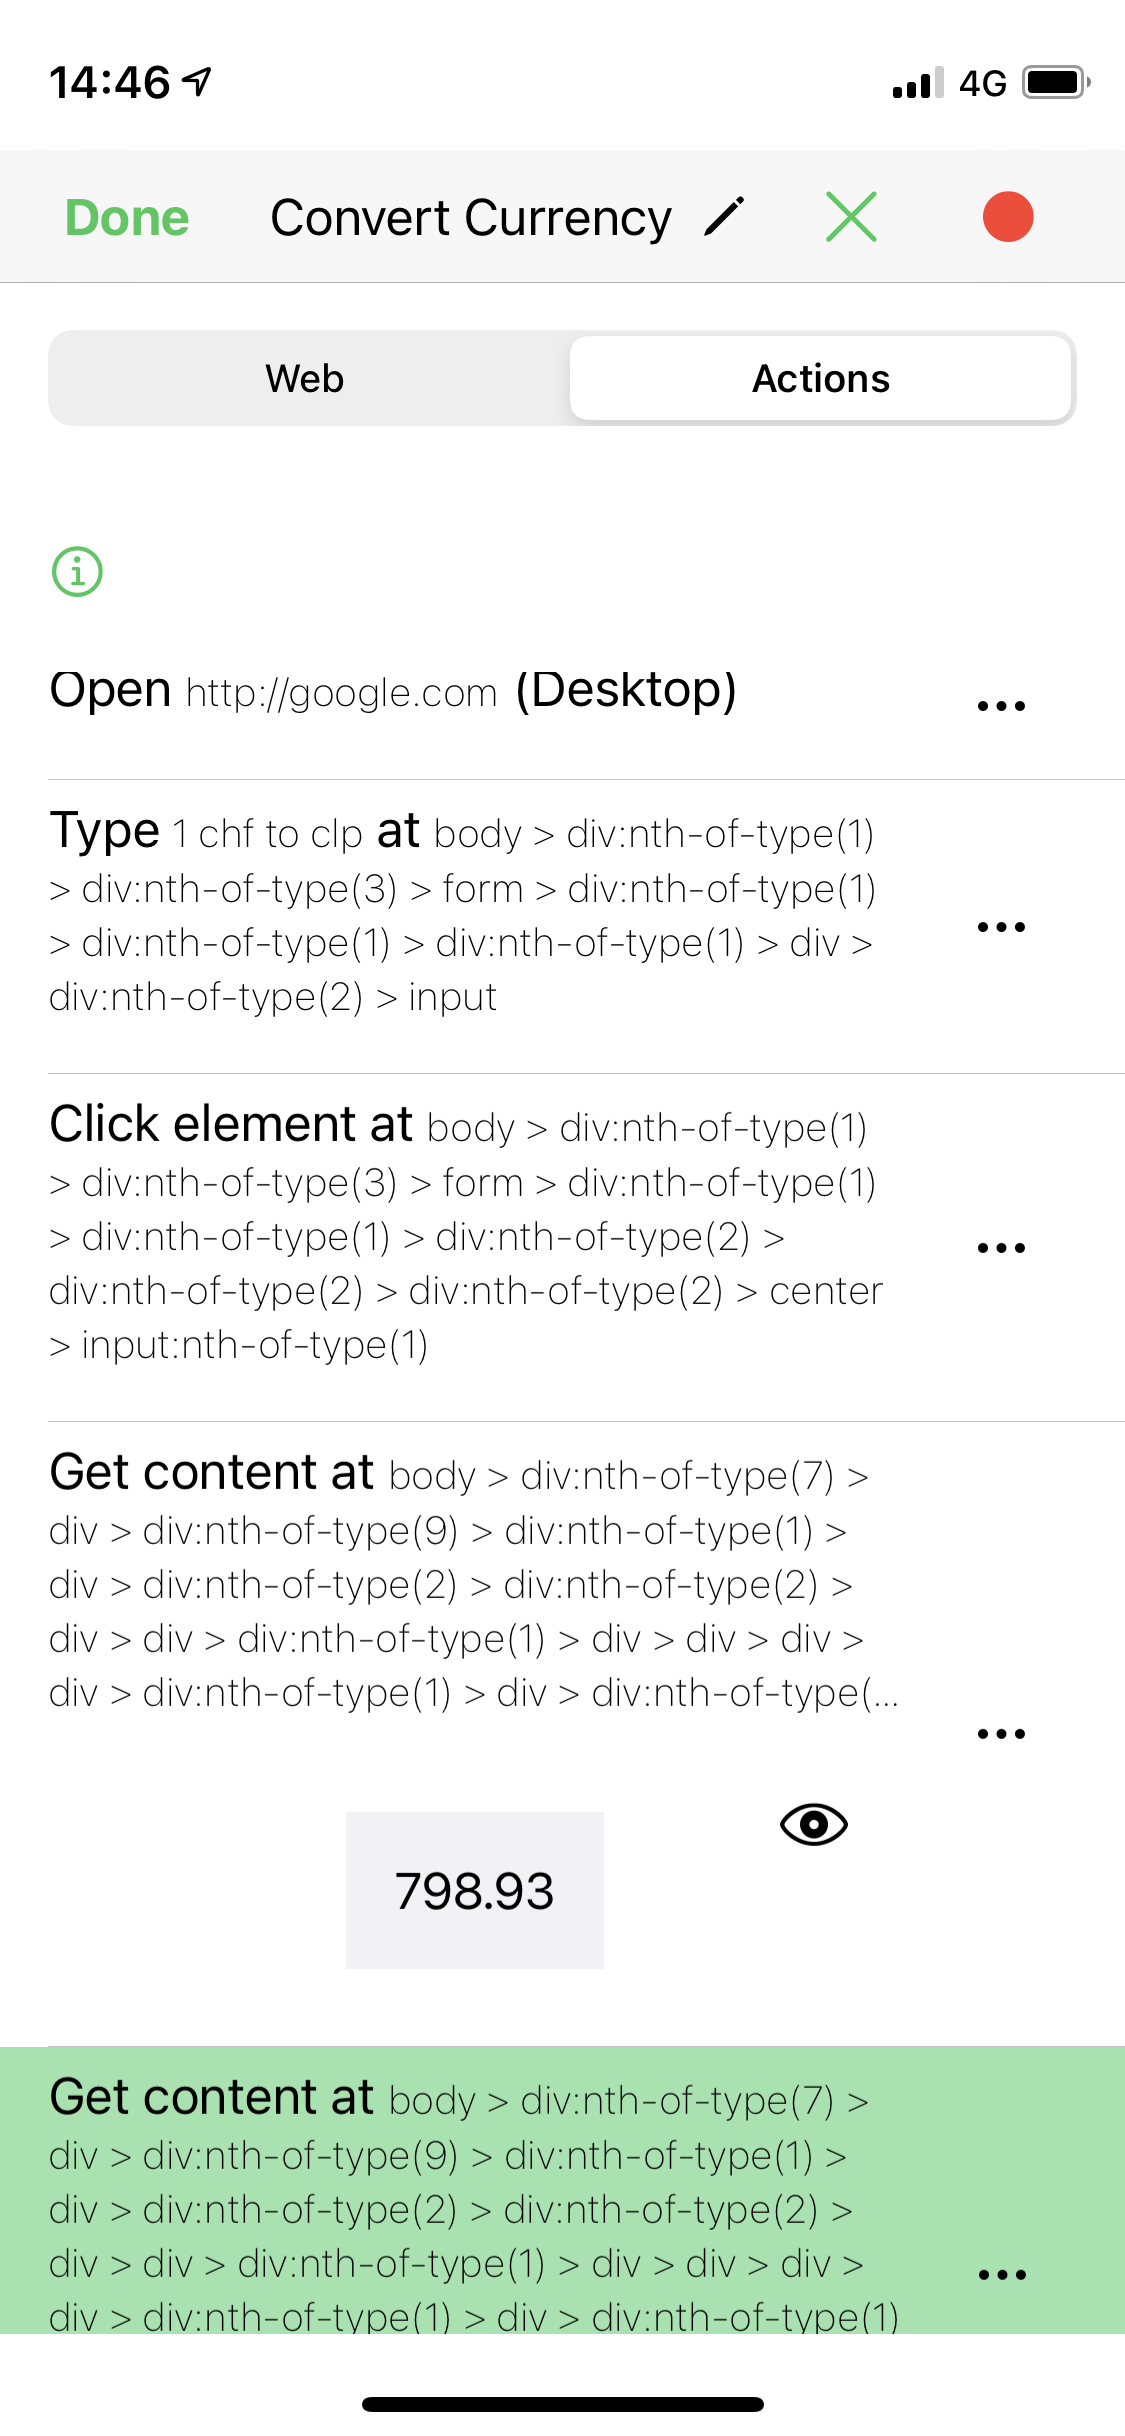 14:46
4G
Done
Convert Currency
Web
Actions
Open http://google.com (Desktop)
Type 1 chf to clp at body > div:nth-of-type(1)
> div:nth-of-type(3) > form > div:nth-of-type(1)
> div:nth-of-type(1) > div:nth-of-type(1) > div >
div:nth-of-type(2) > input
Click element at body > div:nth-of-type(1)
> div:nth-of-type(3) > form > div:nth-of-type(1)
> div:nth-of-type(1) > div:nth-of-type(2) >
div:nth-of-type(2) > div:nth-of-type(2) > center
> input:nth-of-type(1)
Get content at body > div:nth-of-type(7) >
div > div:nth-of-type(9) > div:nth-of-type(1) >
div > div:nth-of-type(2) > div:nth-of-type(2) >
div > div > div:nth-of-type(1) > div > div > div >
div > div:nth-of-type(1) > div > div:nth-of-type(...
798.93
Get content at body > div:nth-of-type(7) >
div > div:nth-of-type(9) > div:nth-of-type(1) >
div > div:nth-of-type(2) > div:nth-of-type(2) >
div > div > div:nth-of-type(1) > div > div > div >
div > div:nth-of-type(1) > div > div:nth-of-type(1)